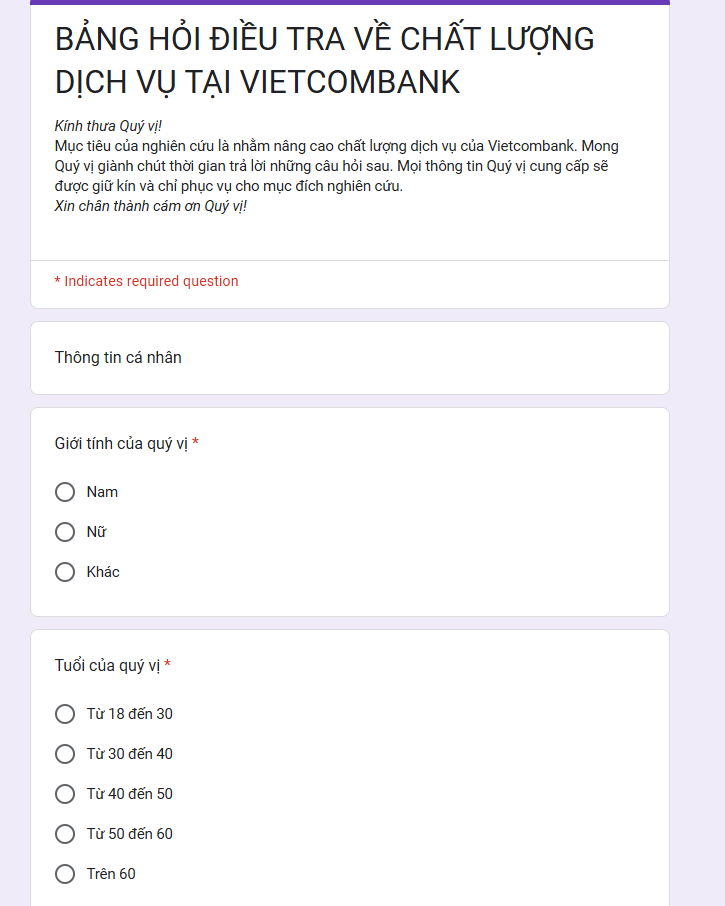 BẢNG HỎI ĐIỀU TRA VỀ CHẤT LƯỢNG
DỊCH VỤ TẠI VIETCOMBANK
Kính thưa Quý vị!
Mục tiêu của nghiên cứu là nhằm nâng cao chất lượng dịch vụ của Vietcombank. Mong
Quý vị giành chút thời gian trả lời những câu hỏi sau. Mọi thông tin Quý vị cung cấp sẽ
được giữ kín và chỉ phục vụ cho mục đích nghiên cứu.
Xin chân thành cám ơn Quý vị!
* Indicates required question
Thông tin cá nhân
Giới tính của quý vị *
Nam
Nữ
Khác
Tuổi của quý vị *
Từ 18 đến 30
Từ 30 đến 40
Từ 40 đến 50
Từ 50 đến 60
Trên 60